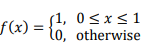 f(x) = {1, 0 ≤ x ≤ 1
0, otherwise